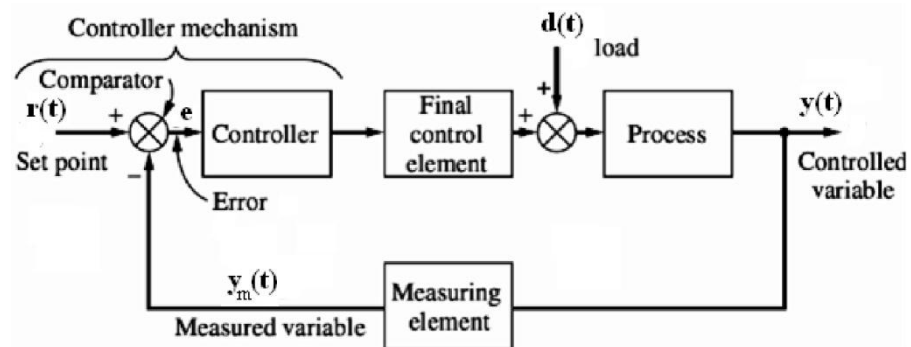 Controller mechanism
d(t)
load
Comparator
r(t)
+
e
Controller
Final
control
element
+
+
Process
y(t)
Set point
−
Error
Controlled
variable
y_m(t)
Measured variable
Measuring
element